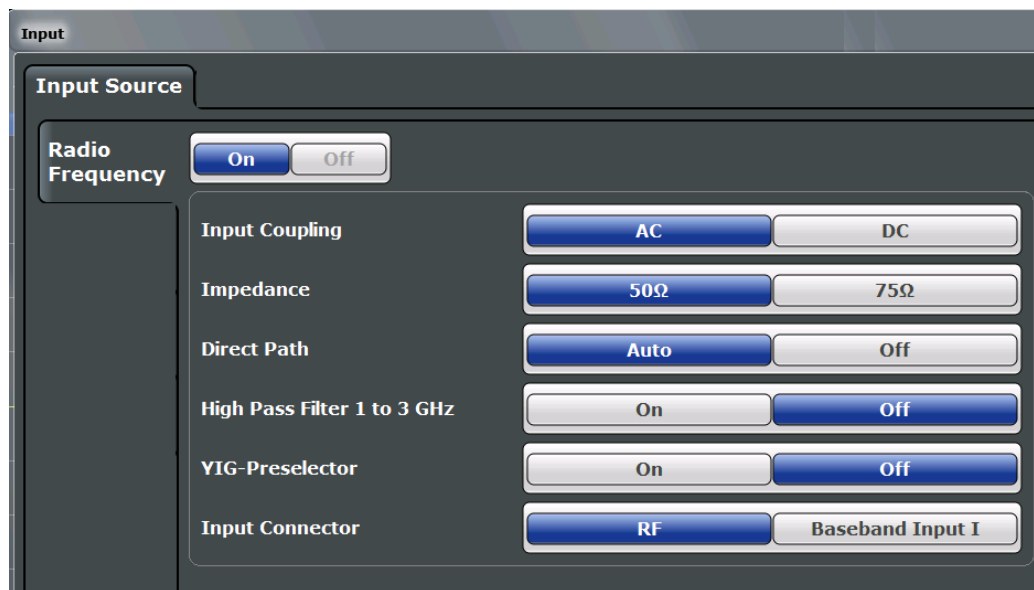 Input
Input Source
Radio
Frequency
On Off
Input Coupling AC DC
Impedance 50Ω 75Ω
Direct Path Auto Off
High Pass Filter 1 to 3 GHz On Off
YIG-Preselector On Off
Input Connector RF Baseband Input I